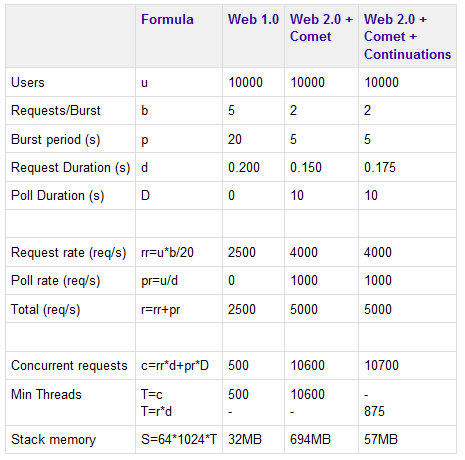 Formula Web 1.0 Web 2.0 + Comet Web 2.0 + Comet + Continuations
Users u 10000 10000 10000
Requests/Burst b 5 2 2
Burst period (s) p 20 5 5
Request Duration (s) d 0.200 0.150 0.175
Poll Duration (s) D 0 10 10
Request rate (req/s) rr=u*b/20 2500 4000 4000
Poll rate (req/s) pr=u/d 0 1000 1000
Total (req/s) r=rr+pr 2500 5000 5000
Concurrent requests c=rr*d+pr*D 500 10600 10700
Min Threads T=c 500 10600 -
T=r*d - - 875
Stack memory S=64*1024*T 32MB 694MB 57MB